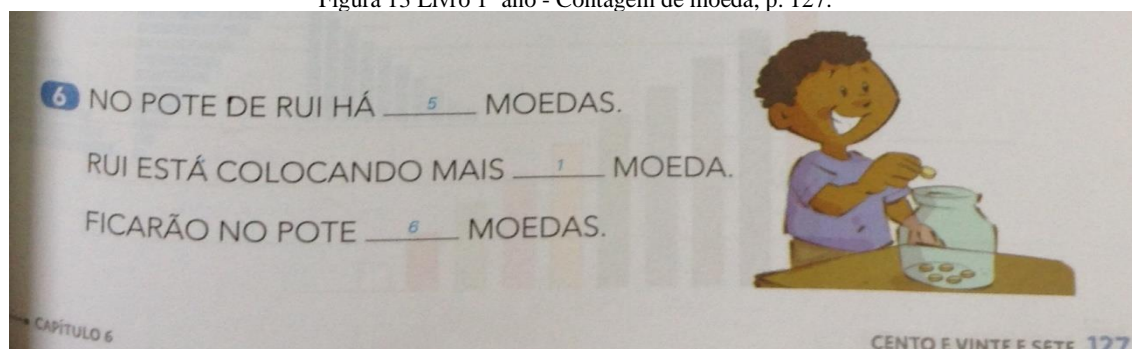 Figura 13 Livro 1º ano - Contagem de moeda, p. 127.
6 NO POTE DE RUI HÁ 5 MOEDAS.
RUI ESTÁ COLOCANDO MAIS 1 MOEDA.
FICARÃO NO POTE 6 MOEDAS.
CAPÍTULO 6
CENTO E VINTE E SETE 127